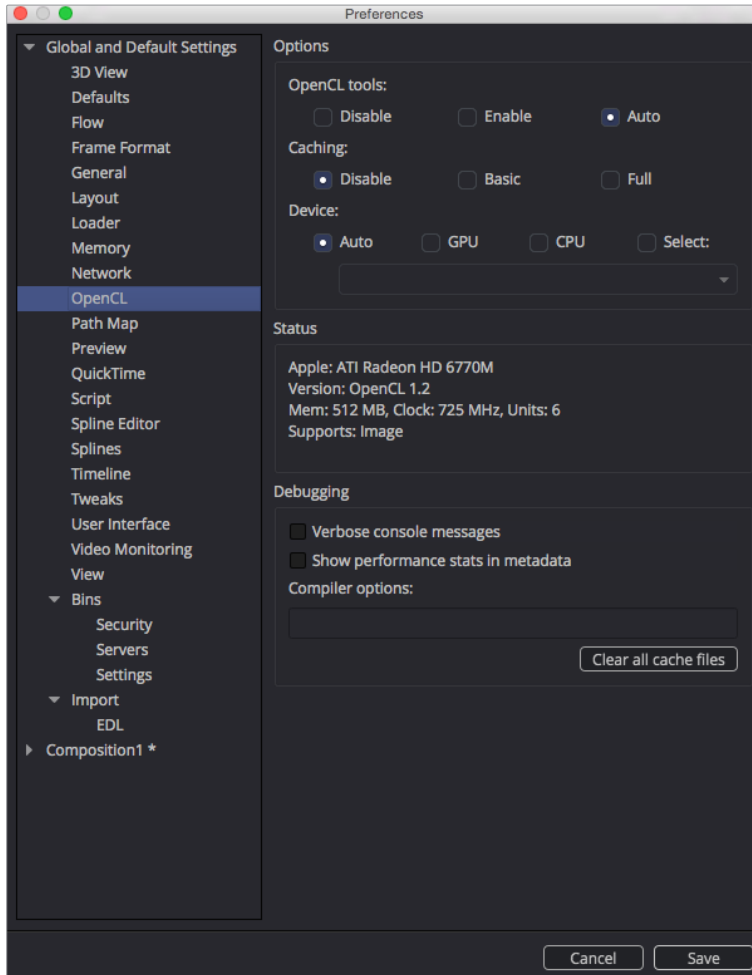 Preferences
Global and Default Settings
3D View
Defaults
Flow
Frame Format
General
Layout
Loader
Memory
Network
OpenCL
Path Map
Preview
QuickTime
Script
Spline Editor
Splines
Timeline
Tweaks
User Interface
Video Monitoring
View
Bins
Security
Servers
Settings
Import
EDL
Composition1 *
Options
OpenCL tools:
Disable Enable Auto
Caching:
Disable Basic Full
Device:
Auto GPU CPU Select:
Status
Apple: ATI Radeon HD 6770M
Version: OpenCL 1.2
Mem: 512 MB, Clock: 725 MHz, Units: 6
Supports: Image
Debugging
Verbose console messages
Show performance stats in metadata
Compiler options:
Clear all cache files
Cancel Save